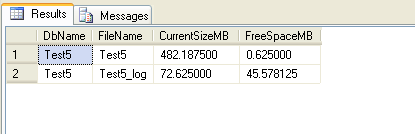 Results Messages
DbName FileName CurrentSizeMB FreeSpaceMB
1 Test5 Test5 482.187500 0.625000
2 Test5 Test5_log 72.625000 45.578125